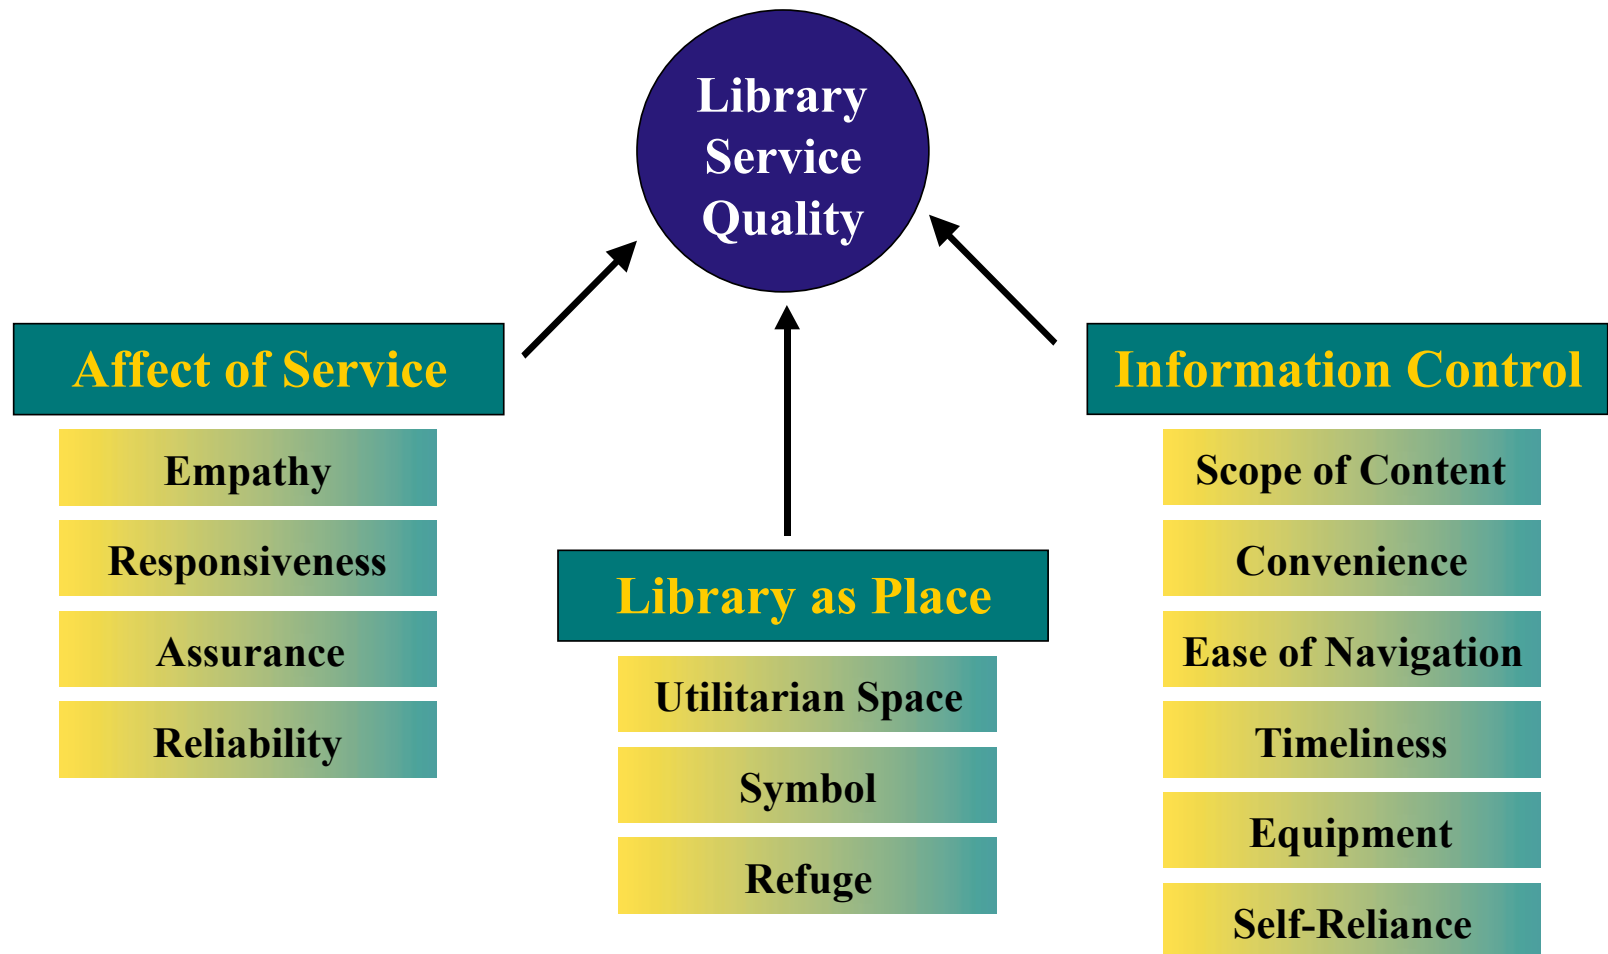 Library
Service
Quality
Affect of Service
Empathy
Responsiveness
Assurance
Reliability
Library as Place
Utilitarian Space
Symbol
Refuge
Information Control
Scope of Content
Convenience
Ease of Navigation
Timeliness
Equipment
Self-Reliance